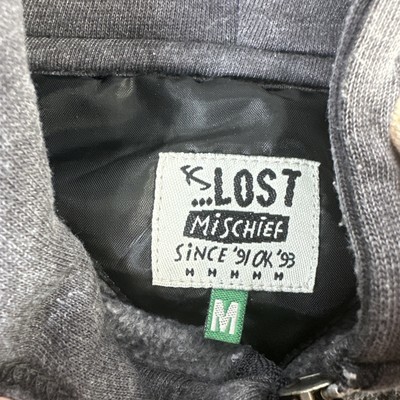 ...LOST
MiSCHiEF
SiNCE '91 OK '93
H H H H H
M